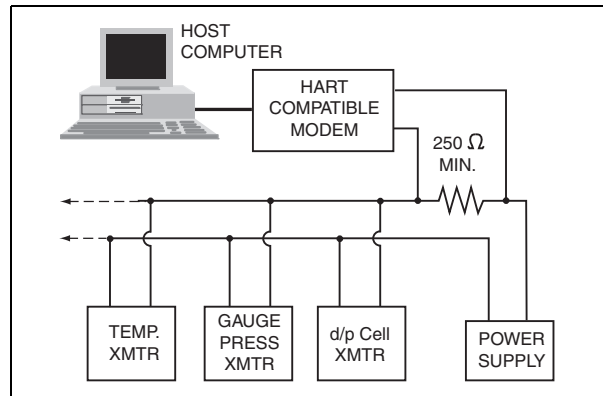 HOST
COMPUTER
HART
COMPATIBLE
MODEM
250 Ω
MIN.
TEMP.
XMTR
GAUGE
PRESS
XMTR
d/p Cell
XMTR
POWER
SUPPLY